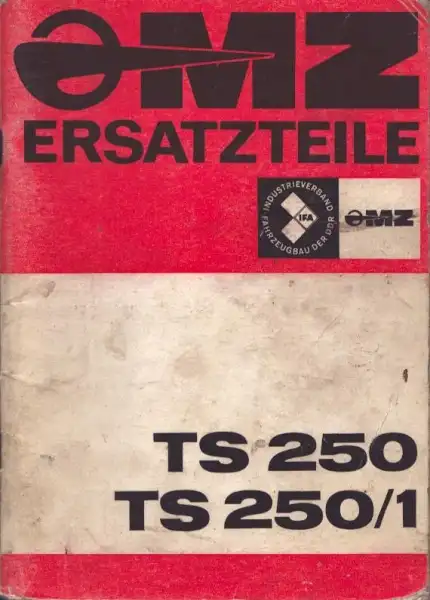 MZ
ERSATZTEILE
INDUSTRIEVERBAND
FAHRZEUGBAU DER DDR
IFA
MZ
TS 250
TS 250/1